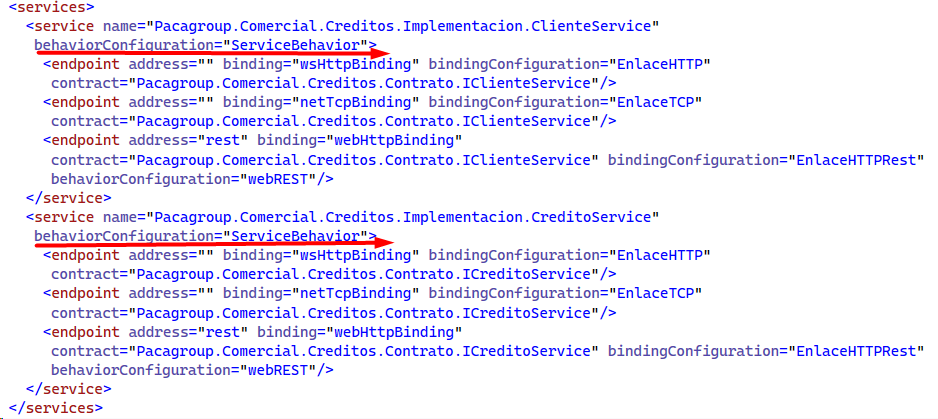 <services>
<service name="Pacagroup.Comercial.Creditos.Implementacion.ClienteService"
behaviorConfiguration="ServiceBehavior">
<endpoint address="" binding="wsHttpBinding" bindingConfiguration="EnlaceHTTP"
contract="Pacagroup.Comercial.Creditos.Contrato.IClienteService"/>
<endpoint address="" binding="netTcpBinding" bindingConfiguration="EnlaceTCP"
contract="Pacagroup.Comercial.Creditos.Contrato.IClienteService"/>
<endpoint address="rest" binding="webHttpBinding"
contract="Pacagroup.Comercial.Creditos.Contrato.IClienteService" bindingConfiguration="EnlaceHTTPRest"
behaviorConfiguration="webREST"/>
</service>
<service name="Pacagroup.Comercial.Creditos.Implementacion.CreditoService"
behaviorConfiguration="ServiceBehavior">
<endpoint address="" binding="wsHttpBinding" bindingConfiguration="EnlaceHTTP"
contract="Pacagroup.Comercial.Creditos.Contrato.ICreditoService"/>
<endpoint address="" binding="netTcpBinding" bindingConfiguration="EnlaceTCP"
contract="Pacagroup.Comercial.Creditos.Contrato.ICreditoService"/>
<endpoint address="rest" binding="webHttpBinding"
contract="Pacagroup.Comercial.Creditos.Contrato.ICreditoService" bindingConfiguration="EnlaceHTTPRest"
behaviorConfiguration="webREST"/>
</service>
</services>